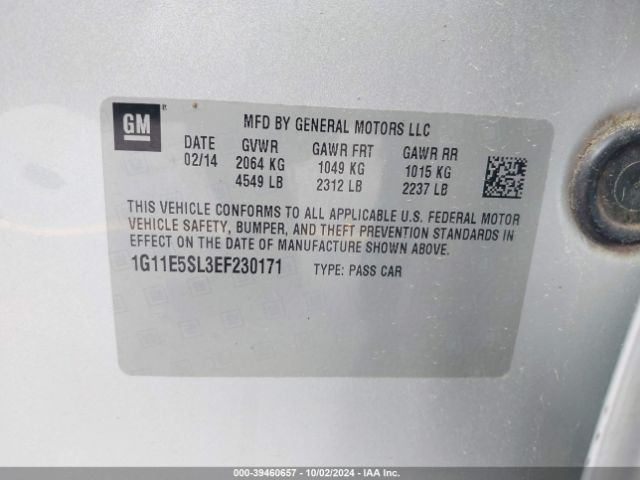 GM
MFD BY GENERAL MOTORS LLC
DATE GVWR GAWR FRT GAWR RR
02/14 2064 KG 1049 KG 1015 KG
4549 LB 2312 LB 2237 LB
THIS VEHICLE CONFORMS TO ALL APPLICABLE U.S. FEDERAL MOTOR
VEHICLE SAFETY, BUMPER, AND THEFT PREVENTION STANDARDS IN
EFFECT ON THE DATE OF MANUFACTURE SHOWN ABOVE.
1G11E5SL3EF230171 TYPE: PASS CAR
000-39460657 - 10/02/2024 - IAAI.com